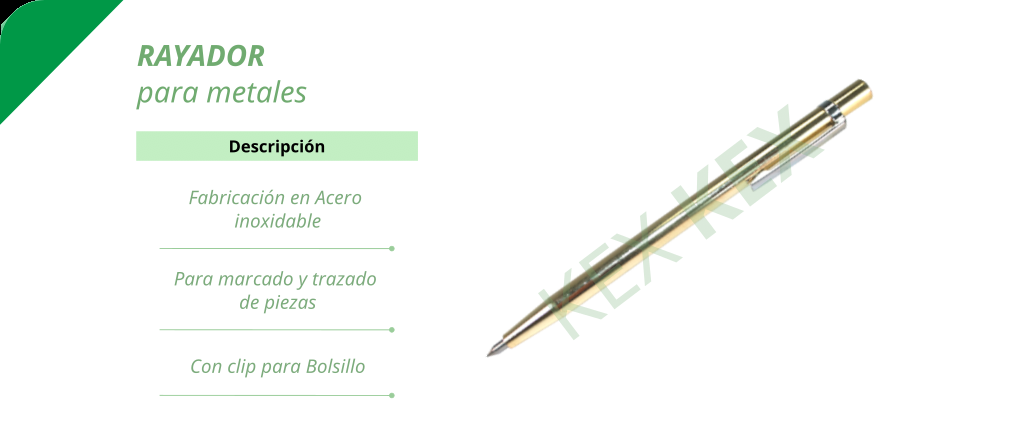 RAYADOR
para metales
Descripción
Fabricación en Acero
inoxidable
Para marcado y trazado
de piezas
Con clip para Bolsillo
KEX KEX